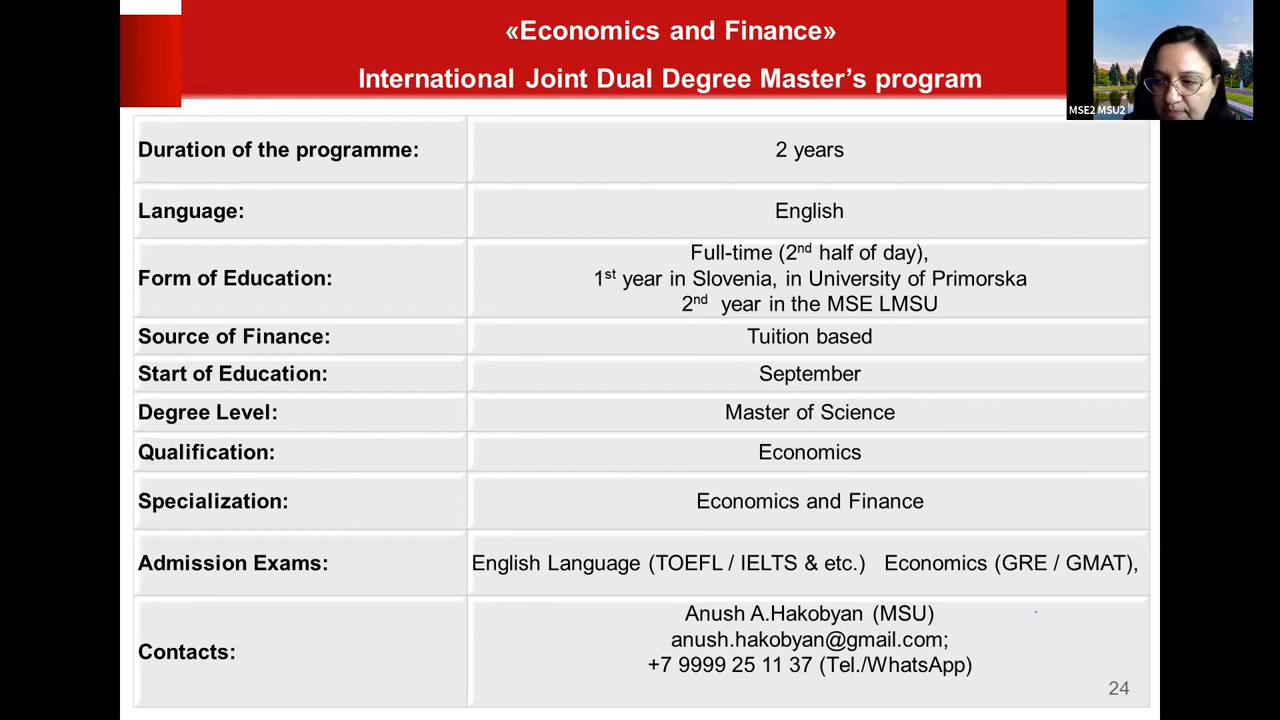 «Economics and Finance»
International Joint Dual Degree Master’s program
MSE2 MSU2
Duration of the programme:
2 years
Language:
English
Form of Education:
Full-time (2nd half of day),
1st year in Slovenia, in University of Primorska
2nd year in the MSE LMSU
Source of Finance:
Tuition based
Start of Education:
September
Degree Level:
Master of Science
Qualification:
Economics
Specialization:
Economics and Finance
Admission Exams:
English Language (TOEFL / IELTS & etc.) Economics (GRE / GMAT),
Contacts:
Anush A.Hakobyan (MSU)
anush.hakobyan@gmail.com;
+7 9999 25 11 37 (Tel./WhatsApp)
24